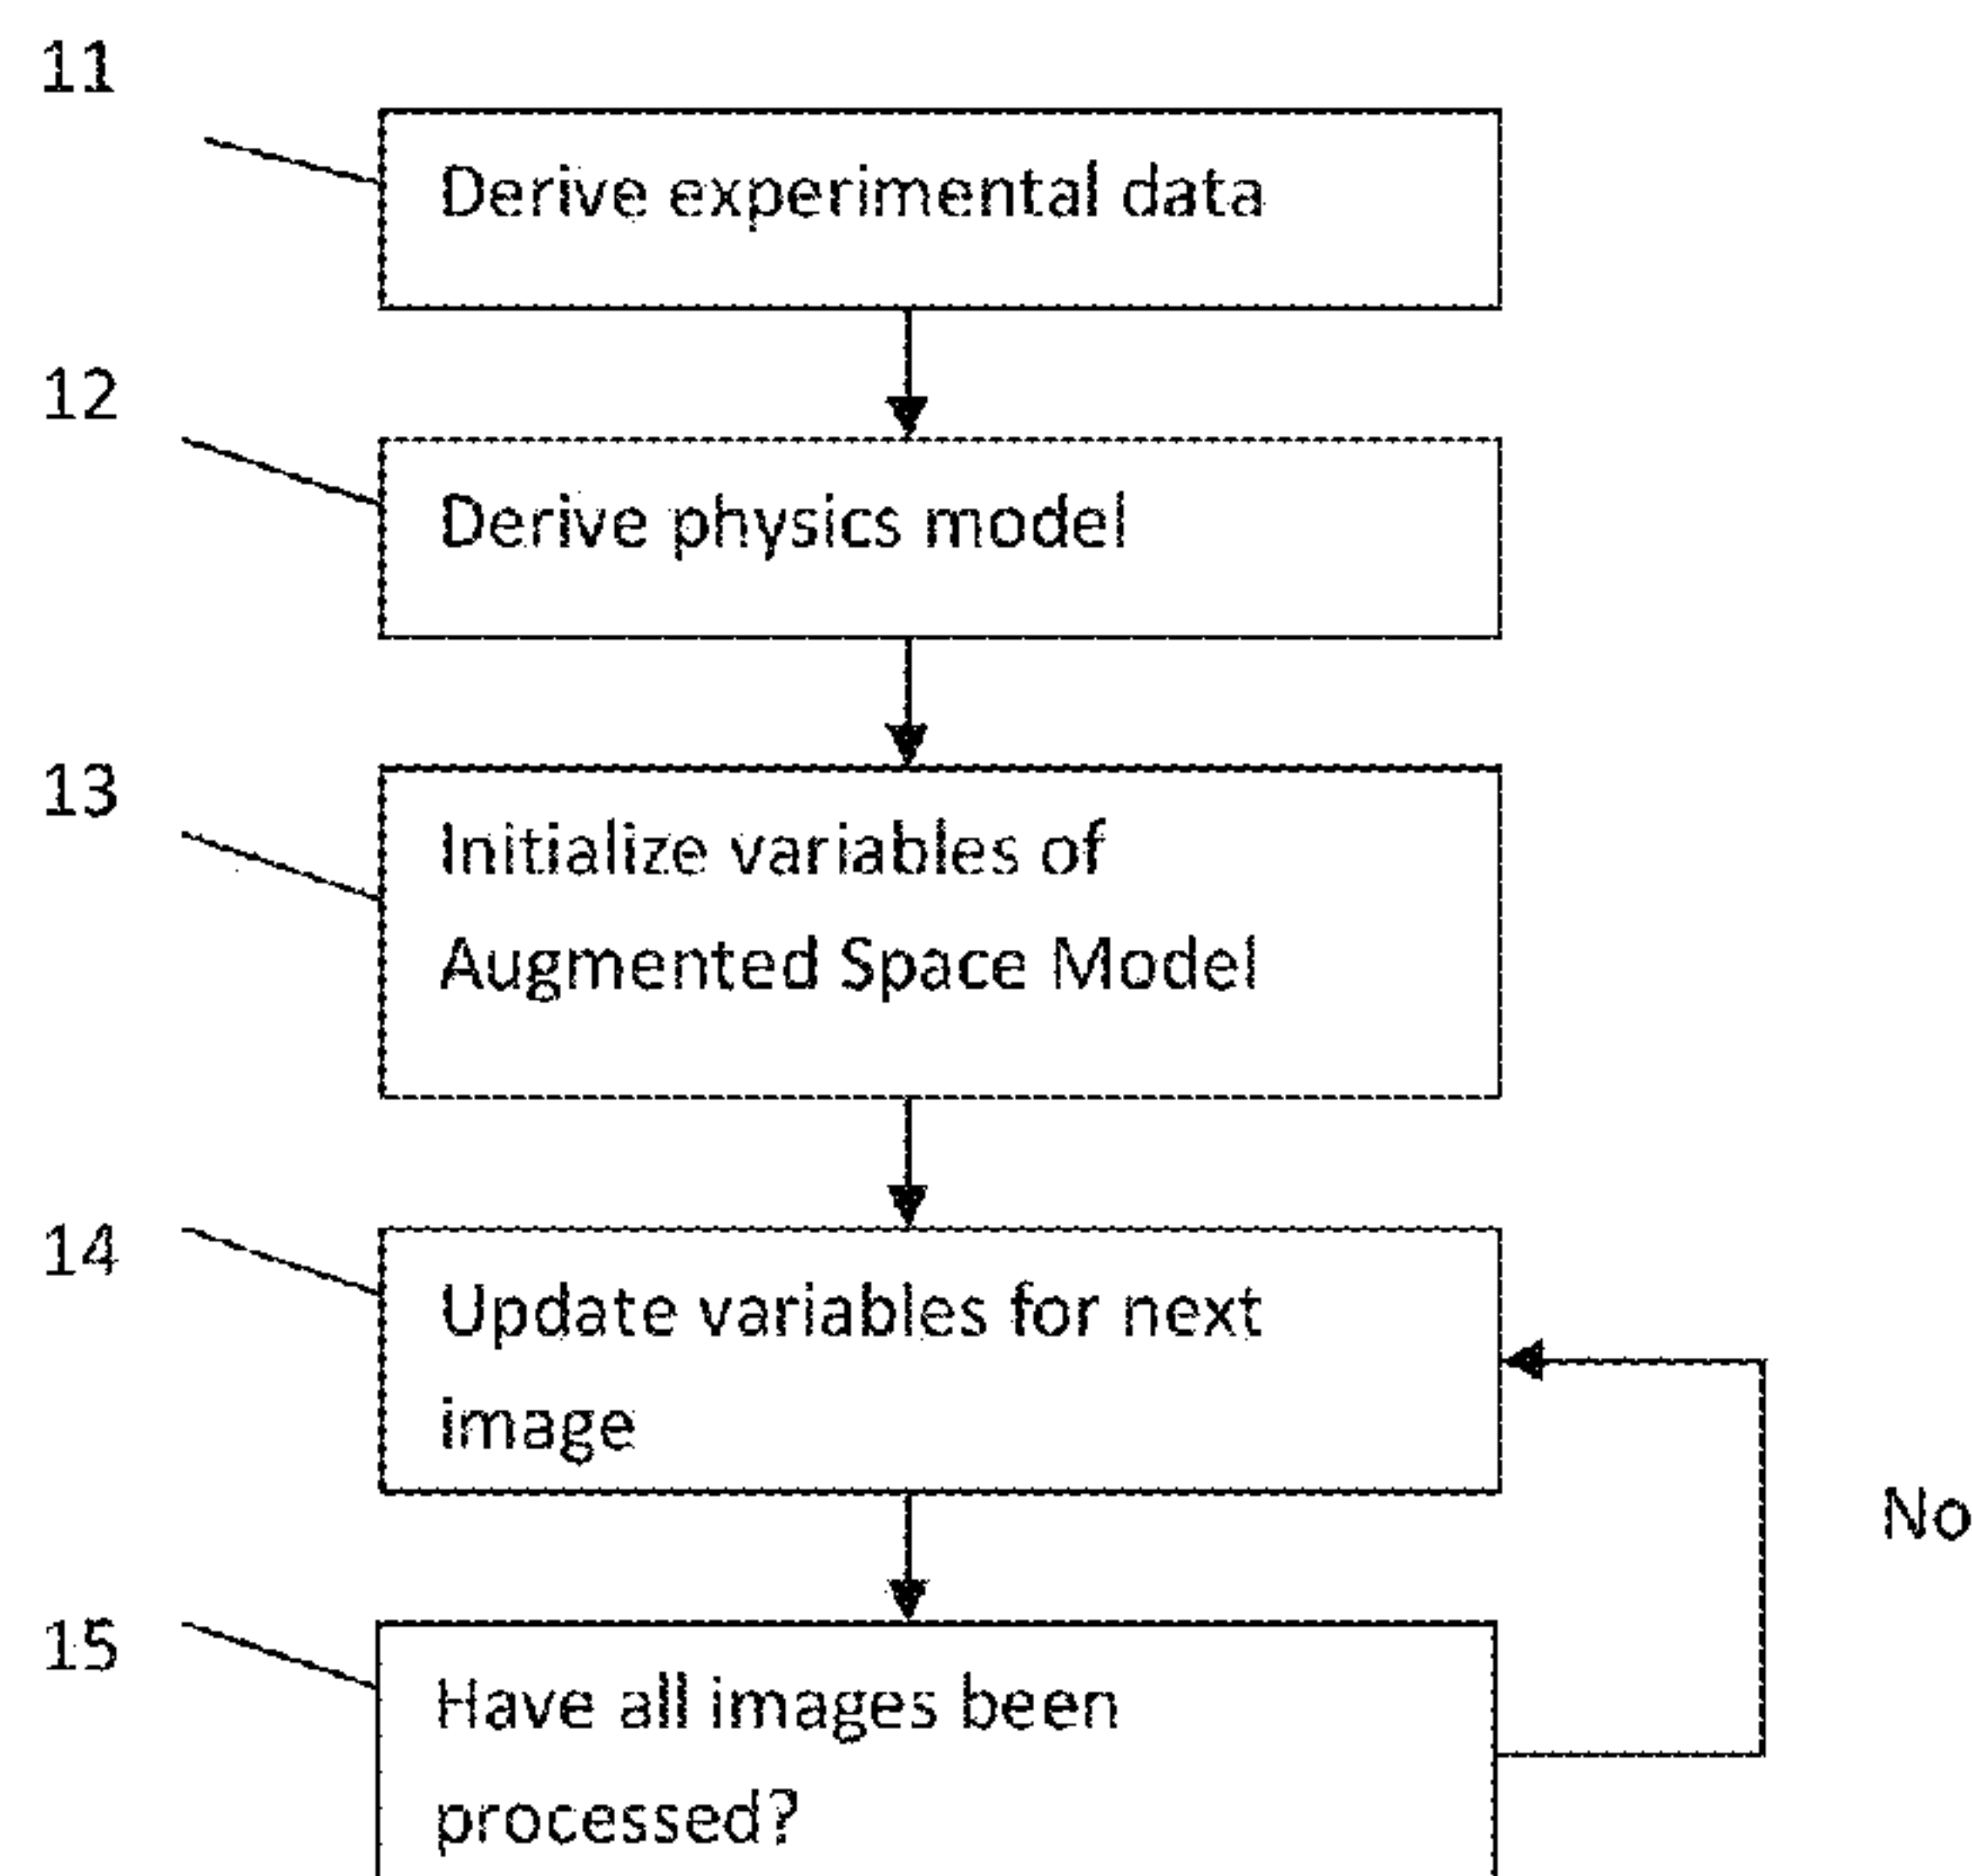 11
Derive experimental data
12
Derive physics model
13
Initialize variables of
Augmented Space Model
14
Update variables for next
image
No
15
Have all images been
processed?